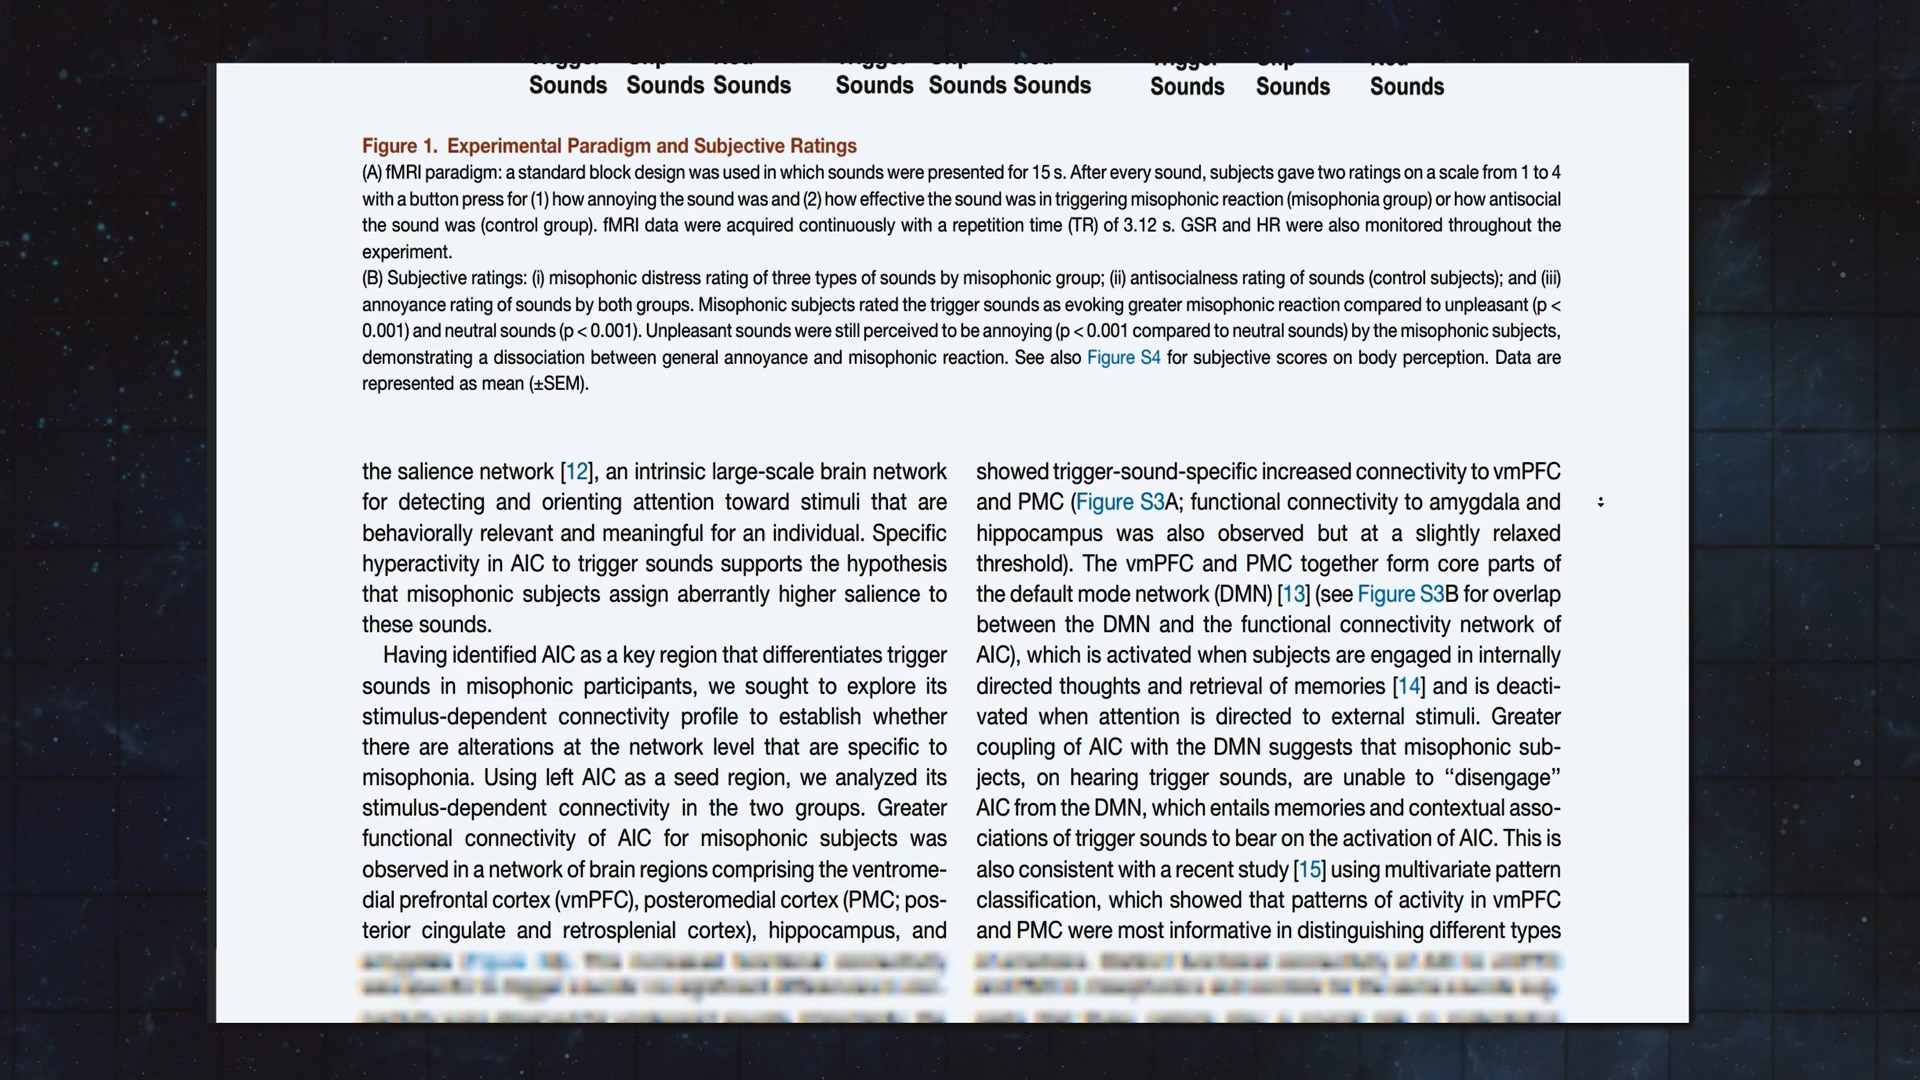 Sounds Sounds Sounds Sounds Sounds Sounds Sounds Sounds Sounds
Figure 1. Experimental Paradigm and Subjective Ratings
(A) fMRI paradigm: a standard block design was used in which sounds were presented for 15 s. After every sound, subjects gave two ratings on a scale from 1 to 4
with a button press for (1) how annoying the sound was and (2) how effective the sound was in triggering misophonic reaction (misophonia group) or how antisocial
the sound was (control group). fMRI data were acquired continuously with a repetition time (TR) of 3.12 s. GSR and HR were also monitored throughout the
experiment.
(B) Subjective ratings: (i) misophonic distress rating of three types of sounds by misophonic group; (ii) antisocialness rating of sounds (control subjects); and (iii)
annoyance rating of sounds by both groups. Misophonic subjects rated the trigger sounds as evoking greater misophonic reaction compared to unpleasant (p <
0.001) and neutral sounds (p < 0.001). Unpleasant sounds were still perceived to be annoying (p < 0.001 compared to neutral sounds) by the misophonic subjects,
demonstrating a dissociation between general annoyance and misophonic reaction. See also Figure S4 for subjective scores on body perception. Data are
represented as mean (±SEM).
the salience network [12], an intrinsic large-scale brain network
for detecting and orienting attention toward stimuli that are
behaviorally relevant and meaningful for an individual. Specific
hyperactivity in AIC to trigger sounds supports the hypothesis
that misophonic subjects assign aberrantly higher salience to
these sounds.
Having identified AIC as a key region that differentiates trigger
sounds in misophonic participants, we sought to explore its
stimulus-dependent connectivity profile to establish whether
there are alterations at the network level that are specific to
misophonia. Using left AIC as a seed region, we analyzed its
stimulus-dependent connectivity in the two groups. Greater
functional connectivity of AIC for misophonic subjects was
observed in a network of brain regions comprising the ventrome-
dial prefrontal cortex (vmPFC), posteromedial cortex (PMC; pos-
terior cingulate and retrosplenial cortex), hippocampus, and
showed trigger-sound-specific increased connectivity to vmPFC
and PMC (Figure S3A; functional connectivity to amygdala and
hippocampus was also observed but at a slightly relaxed
threshold). The vmPFC and PMC together form core parts of
the default mode network (DMN) [13] (see Figure S3B for overlap
between the DMN and the functional connectivity network of
AIC), which is activated when subjects are engaged in internally
directed thoughts and retrieval of memories [14] and is deacti-
vated when attention is directed to external stimuli. Greater
coupling of AIC with the DMN suggests that misophonic sub-
jects, on hearing trigger sounds, are unable to “disengage”
AIC from the DMN, which entails memories and contextual asso-
ciations of trigger sounds to bear on the activation of AIC. This is
also consistent with a recent study [15] using multivariate pattern
classification, which showed that patterns of activity in vmPFC
and PMC were most informative in distinguishing different types